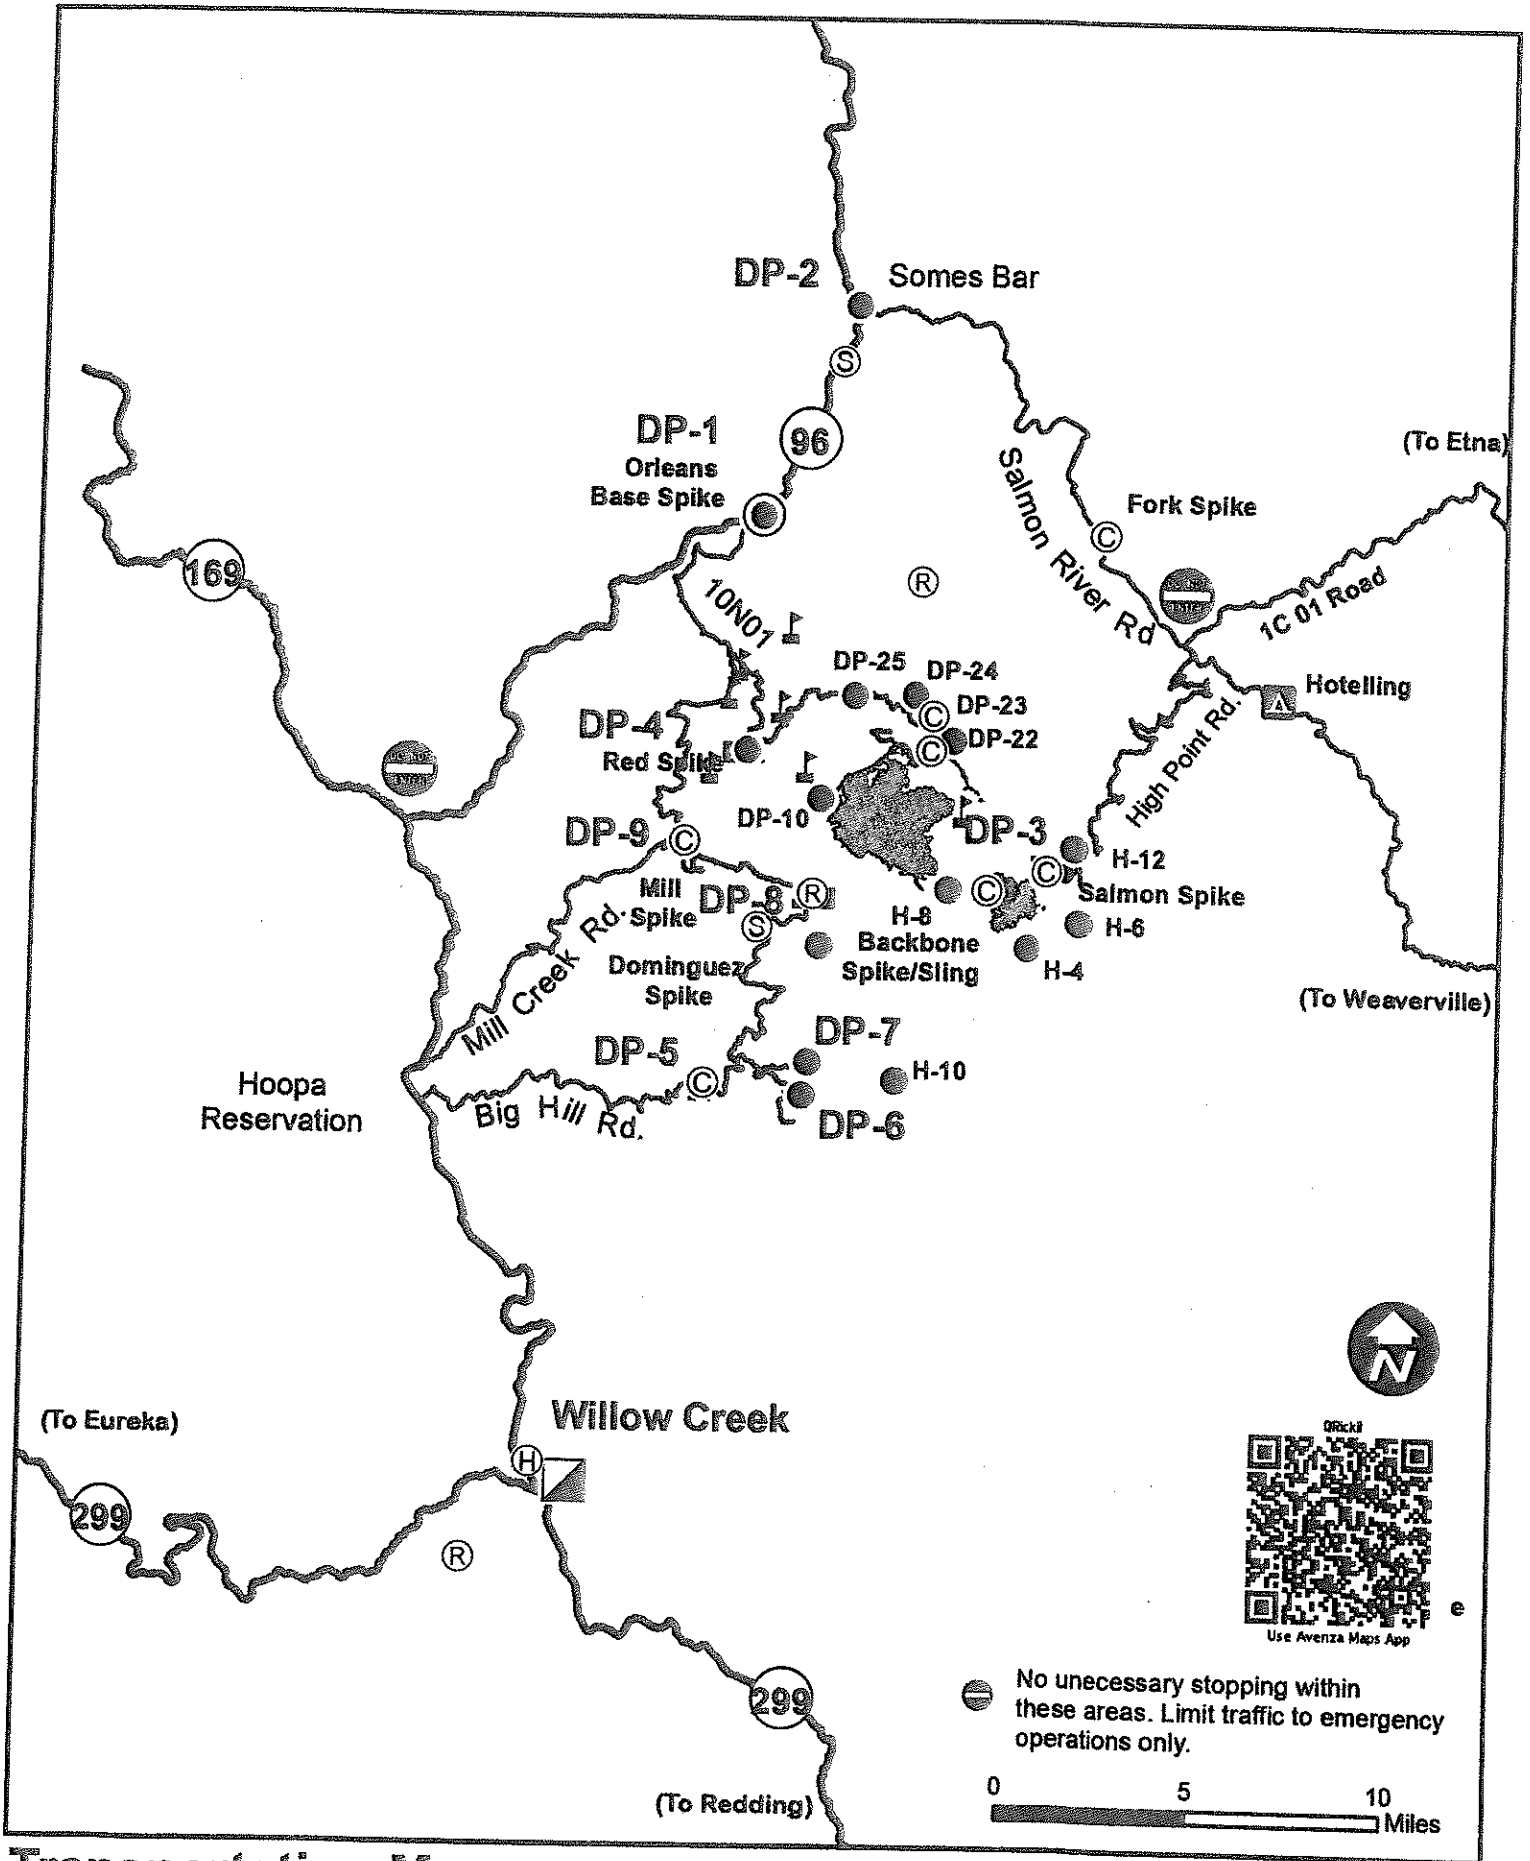 DP-2
Somes Bar
S
DP-1
96
Orleans
Base Spike
(To Etna)
Salmon River Rd
Fork Spike
C
169
R
10N01
1C 01 Road
DP-25
DP-24
Hotelling
DP-4
C
DP-23
Red Spike
C
DP-22
High Point Rd.
DP-10
DP-9
C
DP-3
H-12
C
Mill
Spike
DP-8
R
C
Salmon Spike
H-8
S
H-6
Backbone
Spike/Sling
Mill Creek Rd.
Dominguez
Spike
H-4
(To Weaverville)
DP-7
DP-5
C
H-10
Hoopa
Reservation
Big Hill Rd.
DP-6
N
(To Eureka)
Willow Creek
H
299
R
QRickit
Use Avenza Maps App
e
No unecessary stopping within
these areas. Limit traffic to emergency
operations only.
299
0 5 10
Miles
(To Redding)